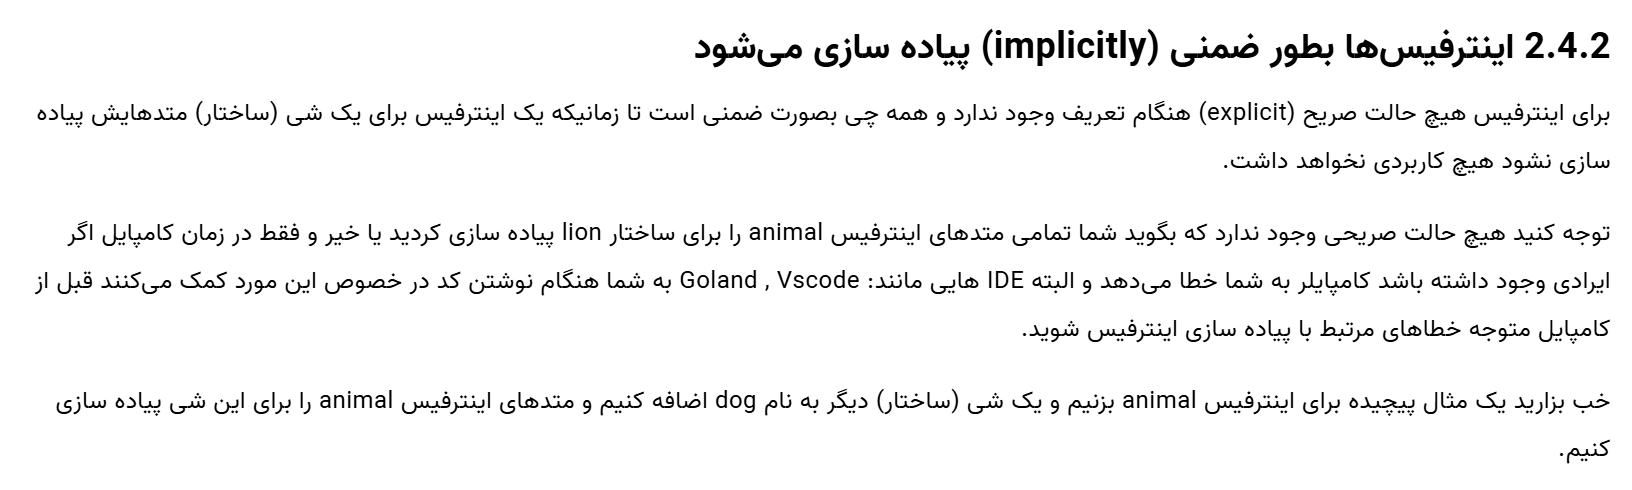 2.4.2 اینترفیس‌ها بطور ضمنی (implicitly) پیاده سازی می‌شود
برای اینترفیس هیچ حالت صریح (explicit) هنگام تعریف وجود ندارد و همه چی بصورت ضمنی است تا زمانیکه یک اینترفیس برای یک شی (ساختار) متدهایش پیاده
سازی نشود هیچ کاربردی نخواهد داشت.
توجه کنید هیچ حالت صریحی وجود ندارد که بگوید شما تمامی متدهای اینترفیس animal را برای ساختار lion پیاده سازی کردید یا خیر و فقط در زمان کامپایل اگر
ایرادی وجود داشته باشد کامپایلر به شما خطا می‌دهد و البته IDE هایی مانند: Goland , Vscode به شما هنگام نوشتن کد در خصوص این مورد کمک می‌کنند قبل از
کامپایل متوجه خطاهای مرتبط با پیاده سازی اینترفیس شوید.
خب بزارید یک مثال پیچیده برای اینترفیس animal بزنیم و یک شی (ساختار) دیگر به نام dog اضافه کنیم و متدهای اینترفیس animal را برای این شی پیاده سازی
کنیم.